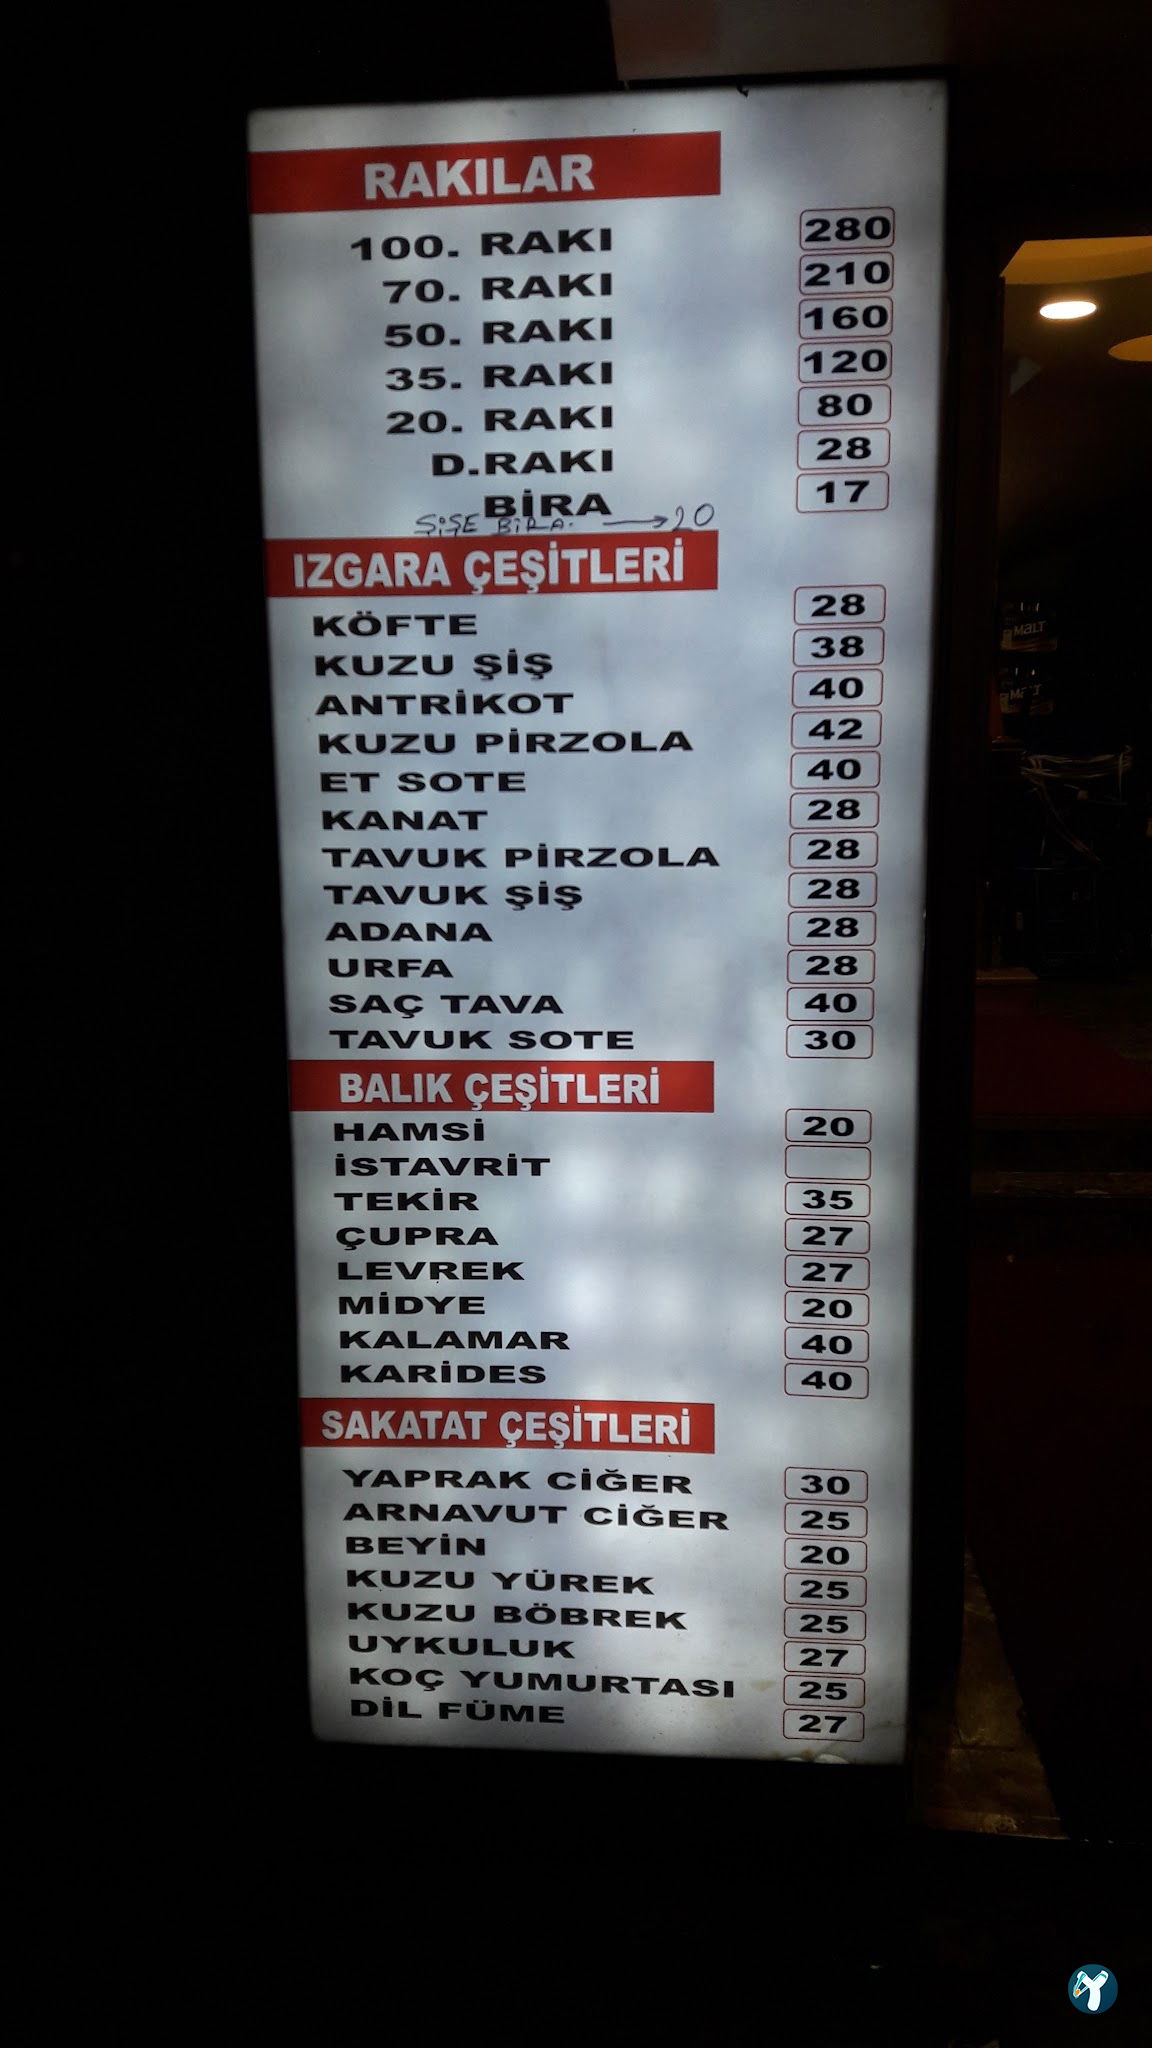 RAKILAR
100. RAKI 280
70. RAKI 210
50. RAKI 160
35. RAKI 120
20. RAKI 80
D.RAKI 28
BİRA 17
ŞİŞE BİRA. → 20
IZGARA ÇEŞİTLERİ
KÖFTE 28
KUZU ŞİŞ 38
ANTRİKOT 40
KUZU PİRZOLA 42
ET SOTE 40
KANAT 28
TAVUK PİRZOLA 28
TAVUK ŞİŞ 28
ADANA 28
URFA 28
SAÇ TAVA 40
TAVUK SOTE 30
BALIK ÇEŞİTLERİ
HAMSİ 20
İSTAVRİT
TEKİR 35
ÇUPRA 27
LEVREK 27
MİDYE 20
KALAMAR 40
KARİDES 40
SAKATAT ÇEŞİTLERİ
YAPRAK CİĞER 30
ARNAVUT CİĞER 25
BEYİN 20
KUZU YÜREK 25
KUZU BÖBREK 25
UYKULUK 27
KOÇ YUMURTASI 25
DİL FÜME 27
MALT